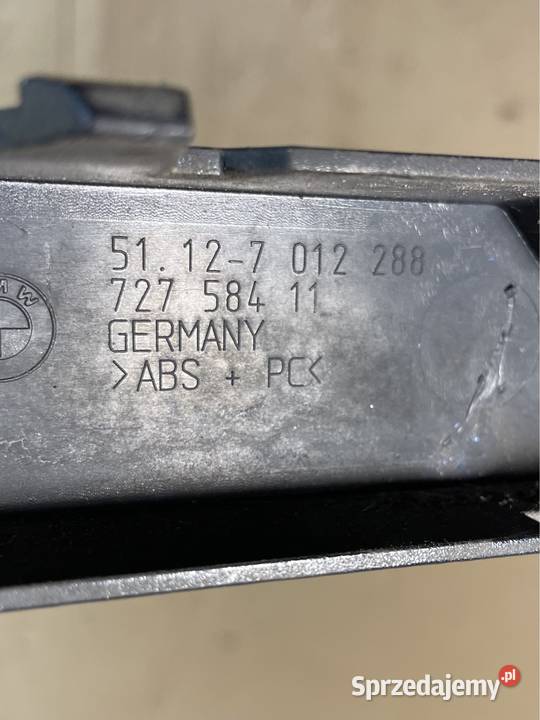 51. 12-7 012 288
727 584 11
GERMANY
>ABS + PC<
Sprzedajemy.pl